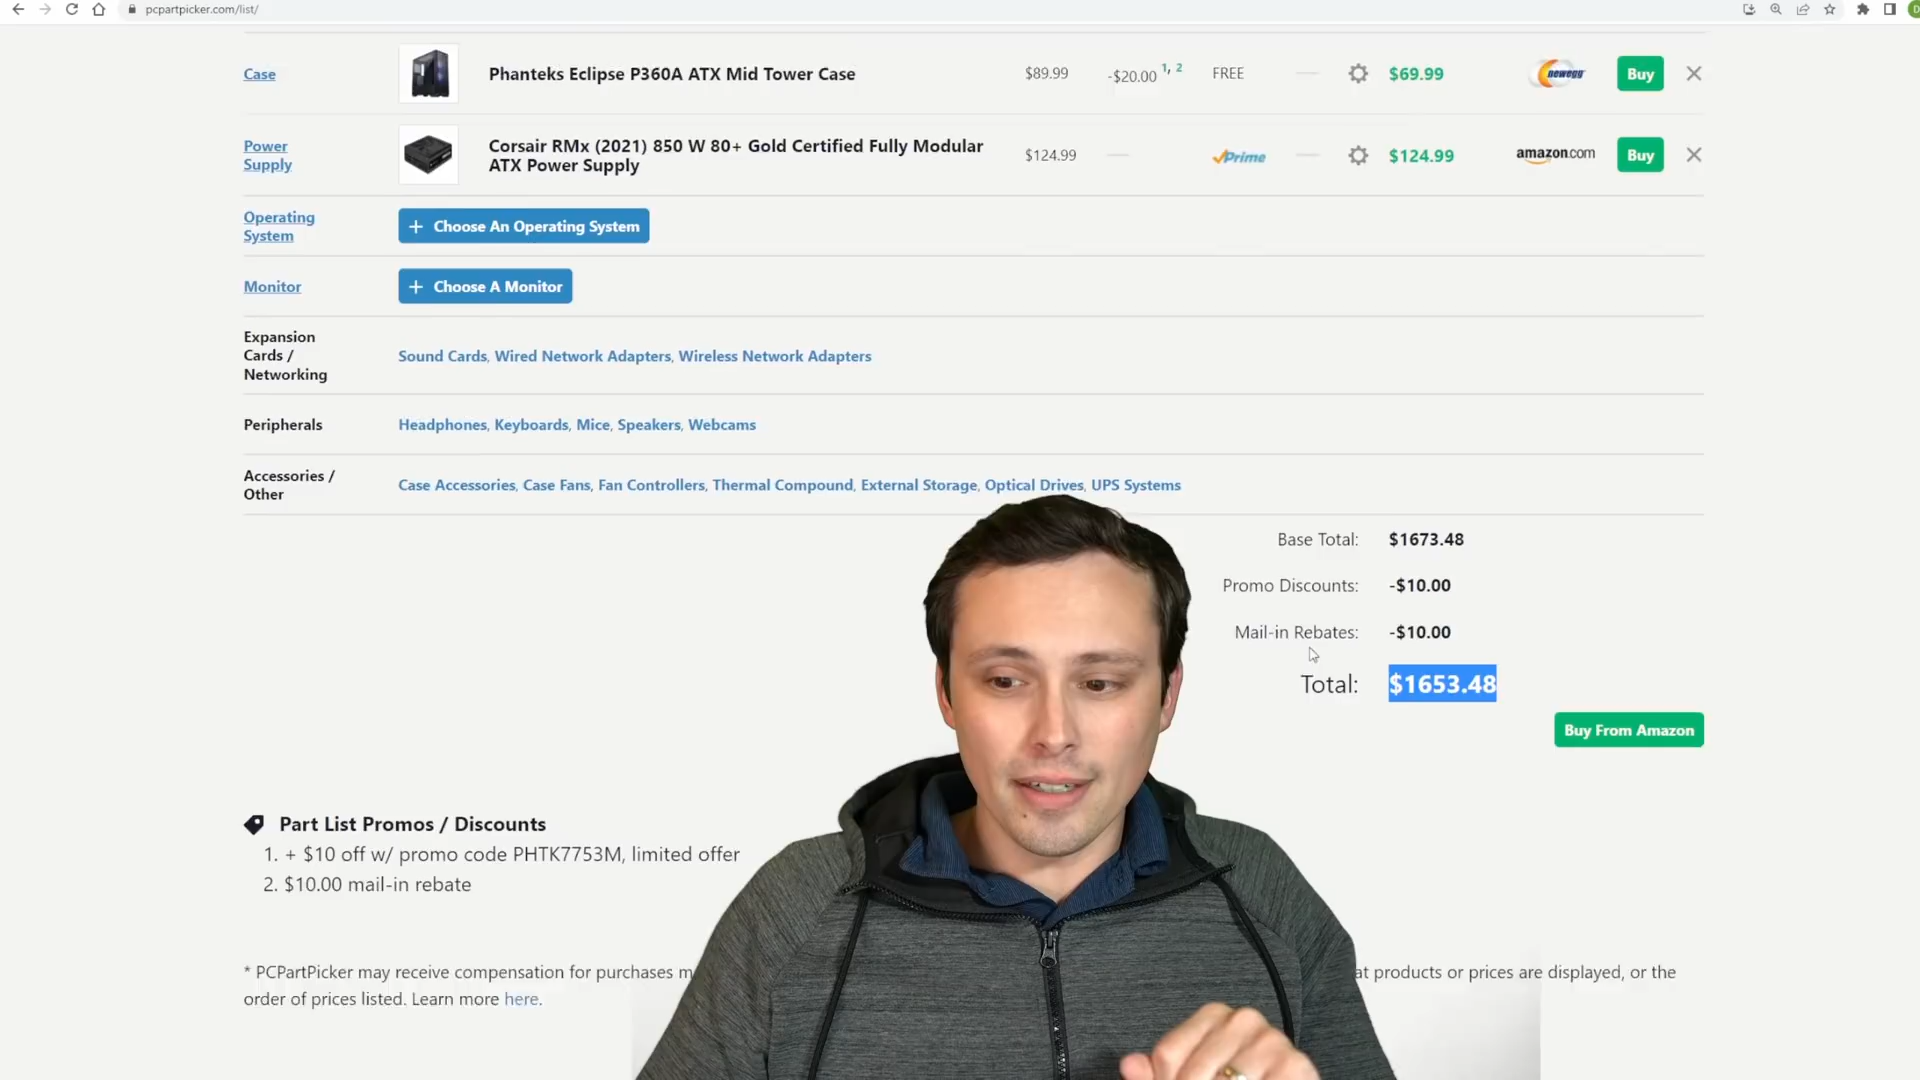 pcpartpicker.com/list/
Case
Phanteks Eclipse P360A ATX Mid Tower Case
$89.99
-$20.00 1, 2
FREE
$69.99
newegg
Buy
Power
Supply
Corsair RMx (2021) 850 W 80+ Gold Certified Fully Modular
ATX Power Supply
$124.99
Prime
$124.99
amazon.com
Buy
Operating
System
+ Choose An Operating System
Monitor
+ Choose A Monitor
Expansion
Cards /
Networking
Sound Cards, Wired Network Adapters, Wireless Network Adapters
Peripherals
Headphones, Keyboards, Mice, Speakers, Webcams
Accessories /
Other
Case Accessories, Case Fans, Fan Controllers, Thermal Compound, External Storage, Optical Drives, UPS Systems
Base Total: $1673.48
Promo Discounts: -$10.00
Mail-in Rebates: -$10.00
Total: $1653.48
Buy From Amazon
Part List Promos / Discounts
1. + $10 off w/ promo code PHTK7753M, limited offer
2. $10.00 mail-in rebate
* PCPartPicker may receive compensation for purchases m
at products or prices are displayed, or the
order of prices listed. Learn more here.